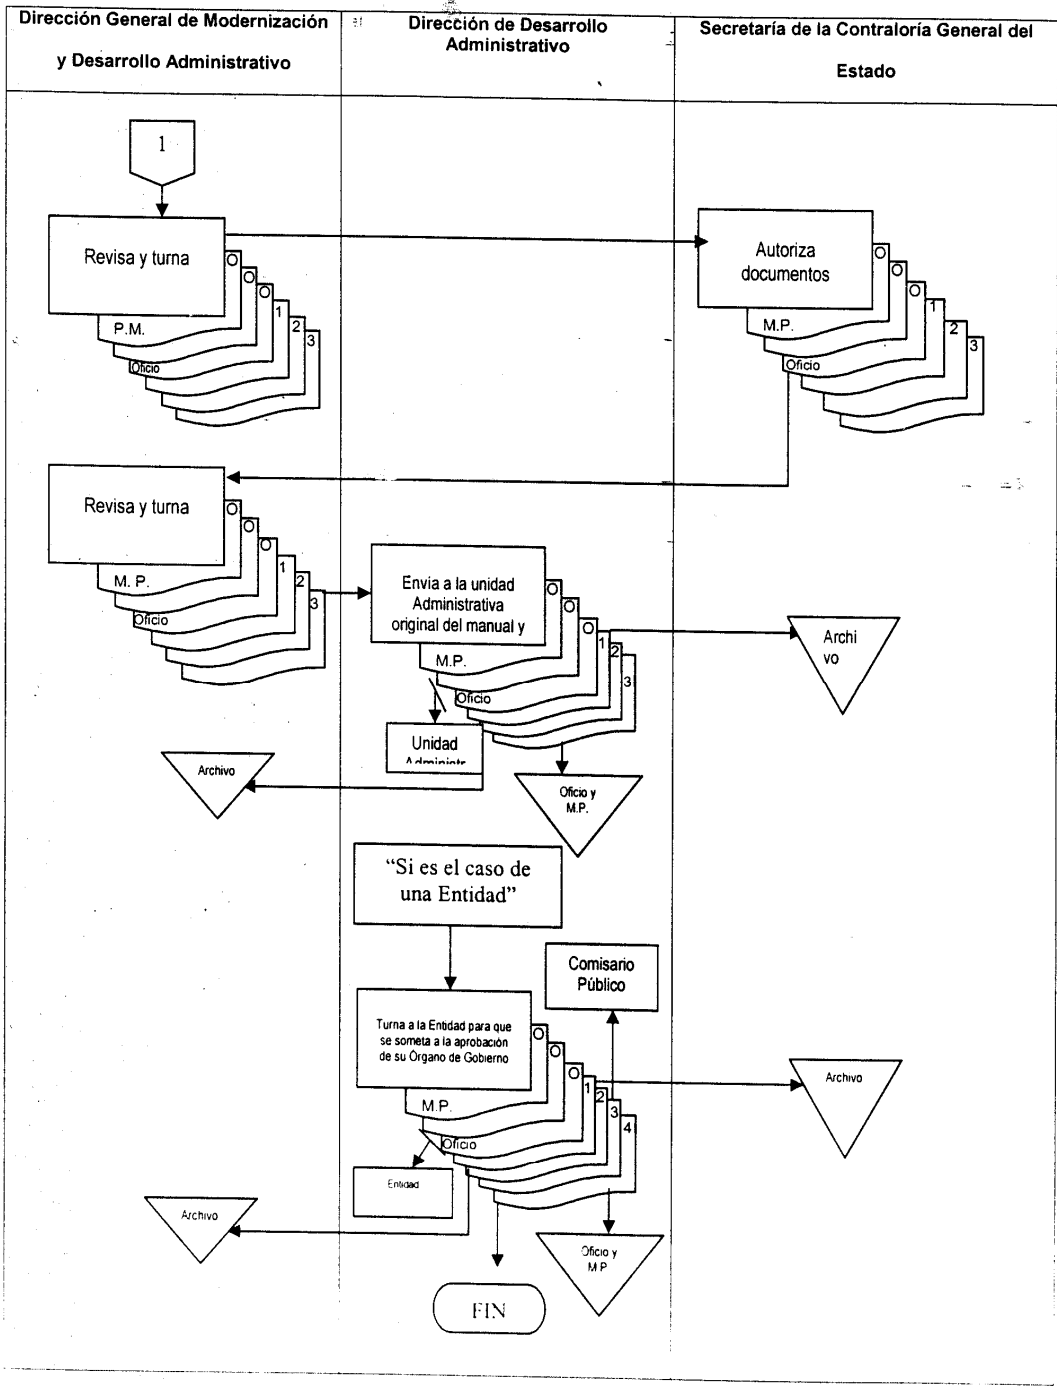 Dirección General de Modernización
y Desarrollo Administrativo
Dirección de Desarrollo
Administrativo
Secretaría de la Contraloría General del
Estado
1
Revisa y turna
O
O
O
1
2
3
P.M.
Oficio
Autoriza
documentos
O
O
O
1
2
3
M.P.
Oficio
Revisa y turna
O
O
O
1
2
3
M. P.
Oficio
Envia a la unidad
Administrativa
original del manual y
O
O
O
1
2
3
M.P.
Oficio
Archi
vo
Unidad
Archivo
Oficio y
M.P.
“Si es el caso de
una Entidad”
Comisario
Público
Turna a la Entidad para que
se someta a la aprobación
de su Órgano de Gobierno
O
O
O
1
2
3
4
M.P.
Oficio
Archivo
Entidad
Archivo
Oficio y
M.P
FIN